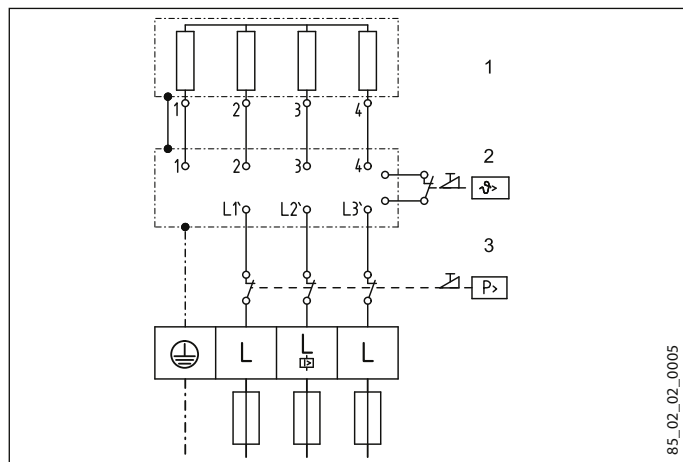 1
1 2 3 4
2
1 2 3 4
ϑ>
L1` L2` L3`
3
P>
L L L
I>
85_02_02_0005